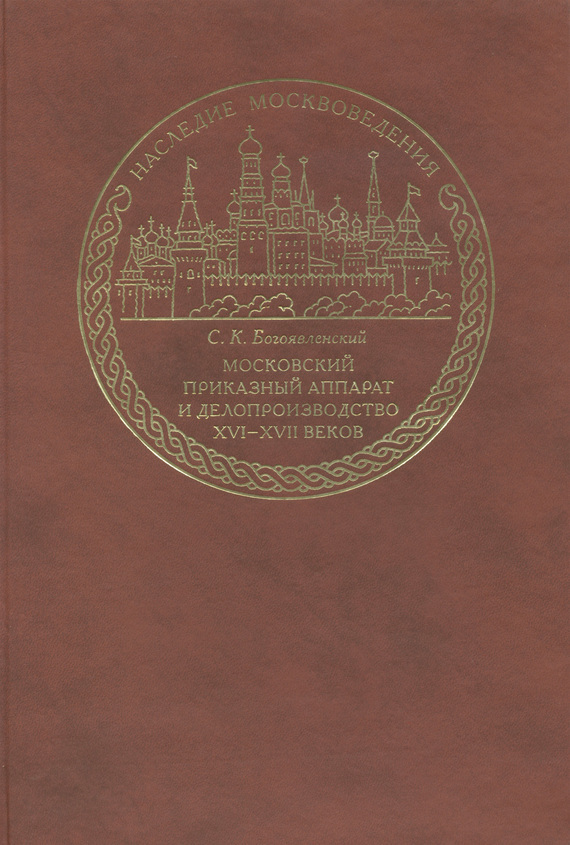 НАСЛЕДИЕ МОСКВОВЕДЕНИЯ
С. К. Богоявленский
МОСКОВСКИЙ
ПРИКАЗНЫЙ АППАРАТ
И ДЕЛОПРОИЗВОДСТВО
XVI–XVII ВЕКОВ